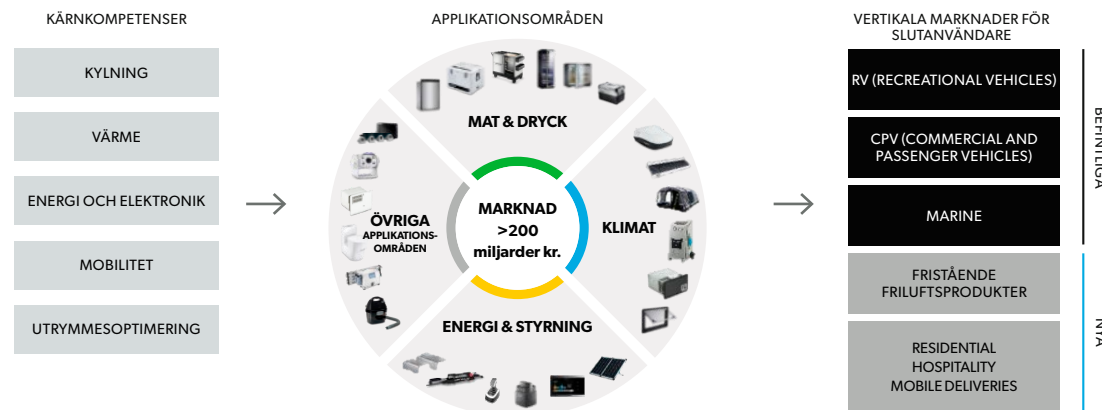 KÄRNKOMPETENSER
KYLNING
VÄRME
ENERGI OCH ELEKTRONIK
MOBILITET
UTRYMMESOPTIMERING
APPLIKATIONSOMRÅDEN
MAT & DRYCK
ÖVRIGA
APPLIKATIONS-
OMRÅDEN
MARKNAD
>200
miljarder kr.
KLIMAT
ENERGI & STYRNING
VERTIKALA MARKNADER FÖR
SLUTANVÄNDARE
RV (RECREATIONAL VEHICLES)
CPV (COMMERCIAL AND
PASSENGER VEHICLES)
MARINE
BEFINTLIGA
FRISTÅENDE
FRILUFTSPRODUKTER
RESIDENTIAL
HOSPITALITY
MOBILE DELIVERIES
NYA